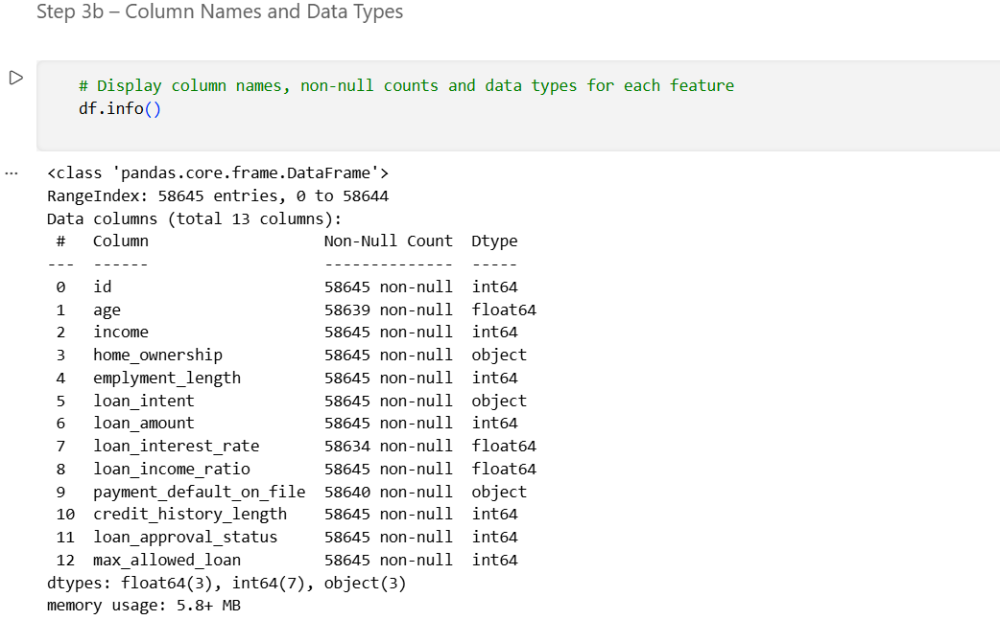 Step 3b – Column Names and Data Types
# Display column names, non-null counts and data types for each feature
df.info()
...
<class 'pandas.core.frame.DataFrame'>
RangeIndex: 58645 entries, 0 to 58644
Data columns (total 13 columns):
 #   Column                   Non-Null Count  Dtype
---  ------                   --------------  -----
 0   id                       58645 non-null  int64
 1   age                      58639 non-null  float64
 2   income                   58645 non-null  int64
 3   home_ownership           58645 non-null  object
 4   emplyment_length         58645 non-null  int64
 5   loan_intent              58645 non-null  object
 6   loan_amount              58645 non-null  int64
 7   loan_interest_rate       58634 non-null  float64
 8   loan_income_ratio        58645 non-null  float64
 9   payment_default_on_file  58640 non-null  object
 10  credit_history_length    58645 non-null  int64
 11  loan_approval_status     58645 non-null  int64
 12  max_allowed_loan         58645 non-null  int64
dtypes: float64(3), int64(7), object(3)
memory usage: 5.8+ MB